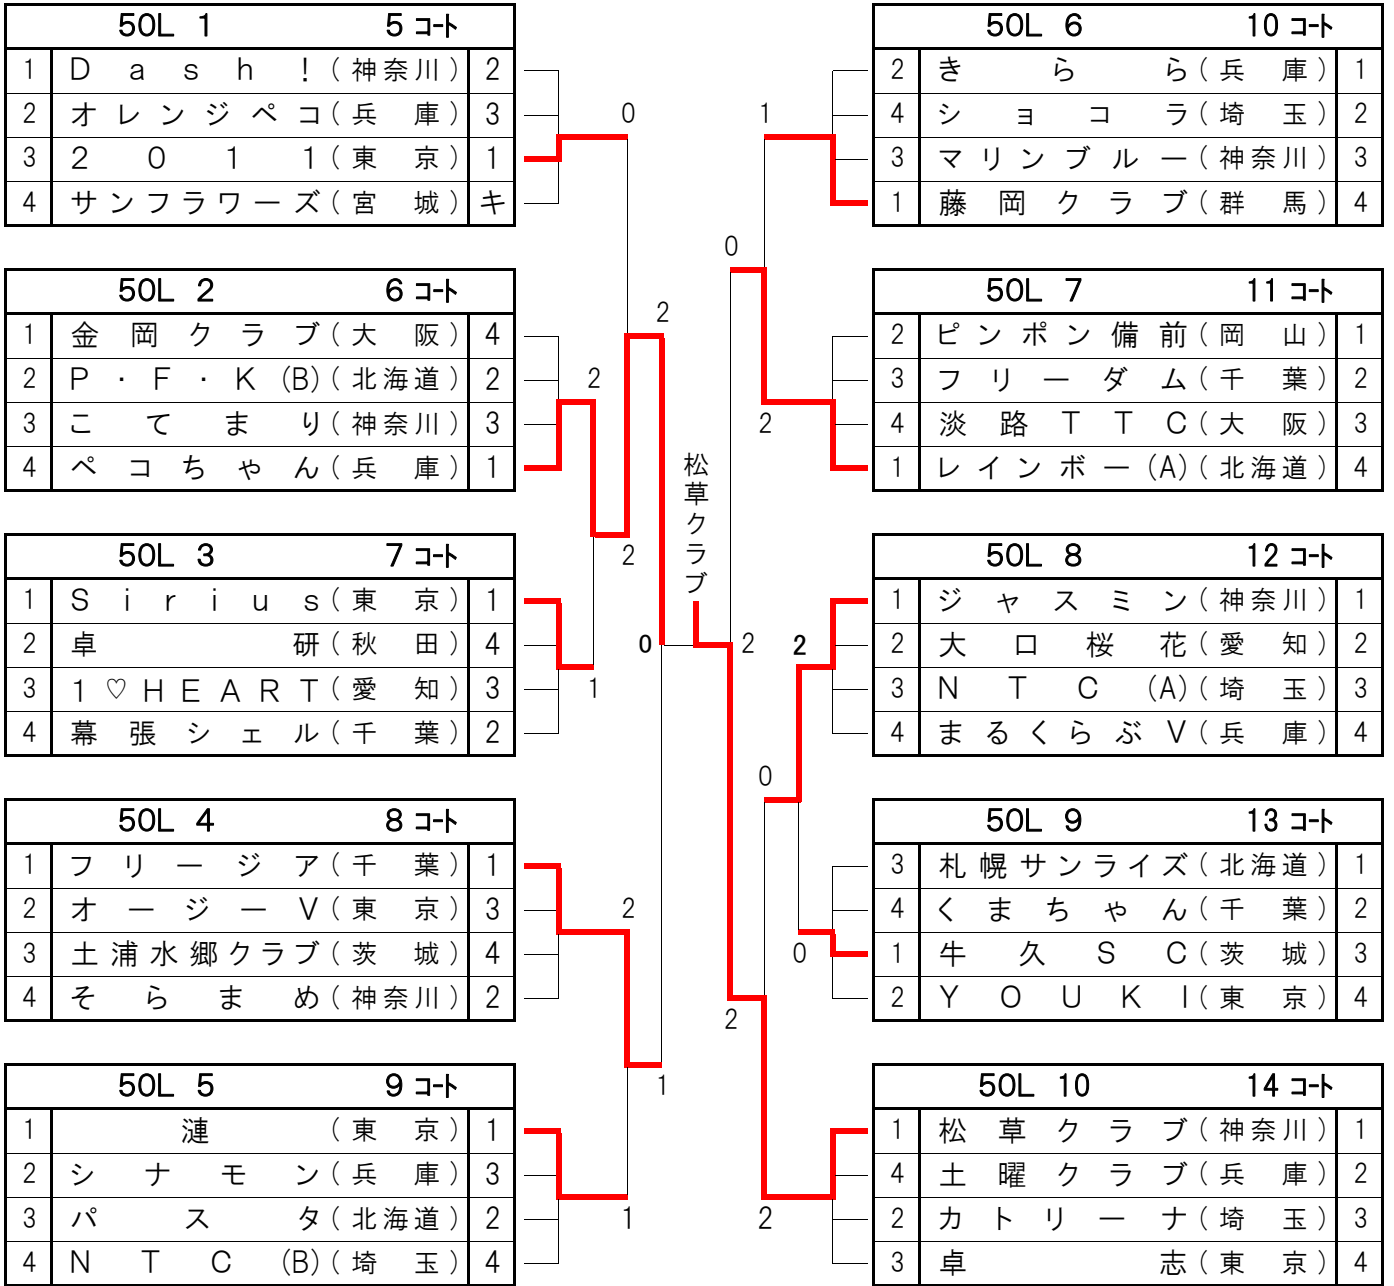 50L 1 5 コート
1 Dash! (神奈川) 2
2 オレンジペコ (兵庫) 3
3 2011 (東京) 1
4 サンフラワーズ (宮城) キ
50L 2 6 コート
1 金岡クラブ (大阪) 4
2 P・F・K (B) (北海道) 2
3 こてまり (神奈川) 3
4 ペコちゃん (兵庫) 1
50L 3 7 コート
1 Sirius (東京) 1
2 卓研 (秋田) 4
3 1♡HEART (愛知) 3
4 幕張シェル (千葉) 2
50L 4 8 コート
1 フリージア (千葉) 1
2 オージーV (東京) 3
3 土浦水郷クラブ (茨城) 4
4 そらまめ (神奈川) 2
50L 5 9 コート
1 漣 (東京) 1
2 シナモン (兵庫) 3
3 パスタ (北海道) 2
4 NTC (B) (埼玉) 4
0
2
2
2
1
0
2
1
1
松草クラブ
1
0
2
2
2
0
0
2
2
50L 6 10 コート
2 きらら (兵庫) 1
4 ショコラ (埼玉) 2
3 マリンブルー (神奈川) 3
1 藤岡クラブ (群馬) 4
50L 7 11 コート
2 ピンポン備前 (岡山) 1
3 フリーダム (千葉) 2
4 淡路TTC (大阪) 3
1 レインボー(A) (北海道) 4
50L 8 12 コート
1 ジャスミン (神奈川) 1
2 大口桜花 (愛知) 2
3 NTC (A) (埼玉) 3
4 まるくらぶV (兵庫) 4
50L 9 13 コート
3 札幌サンライズ (北海道) 1
4 くまちゃん (千葉) 2
1 牛久SC (茨城) 3
2 YOUKI (東京) 4
50L 10 14 コート
1 松草クラブ (神奈川) 1
4 土曜クラブ (兵庫) 2
2 カトリーナ (埼玉) 3
3 卓志 (東京) 4